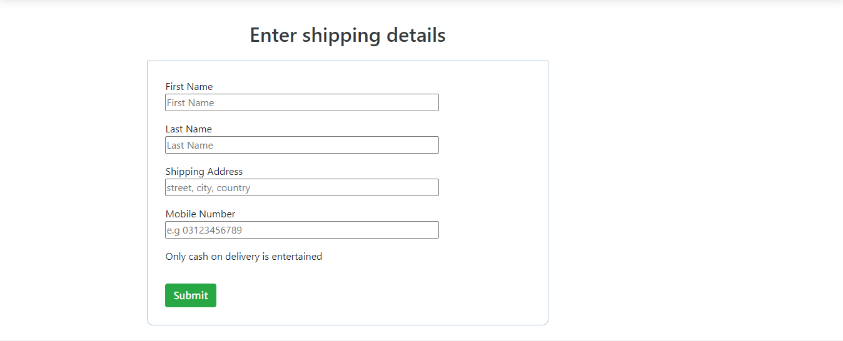 Enter shipping details
First Name
First Name
Last Name
Last Name
Shipping Address
street, city, country
Mobile Number
e.g 03123456789
Only cash on delivery is entertained
Submit